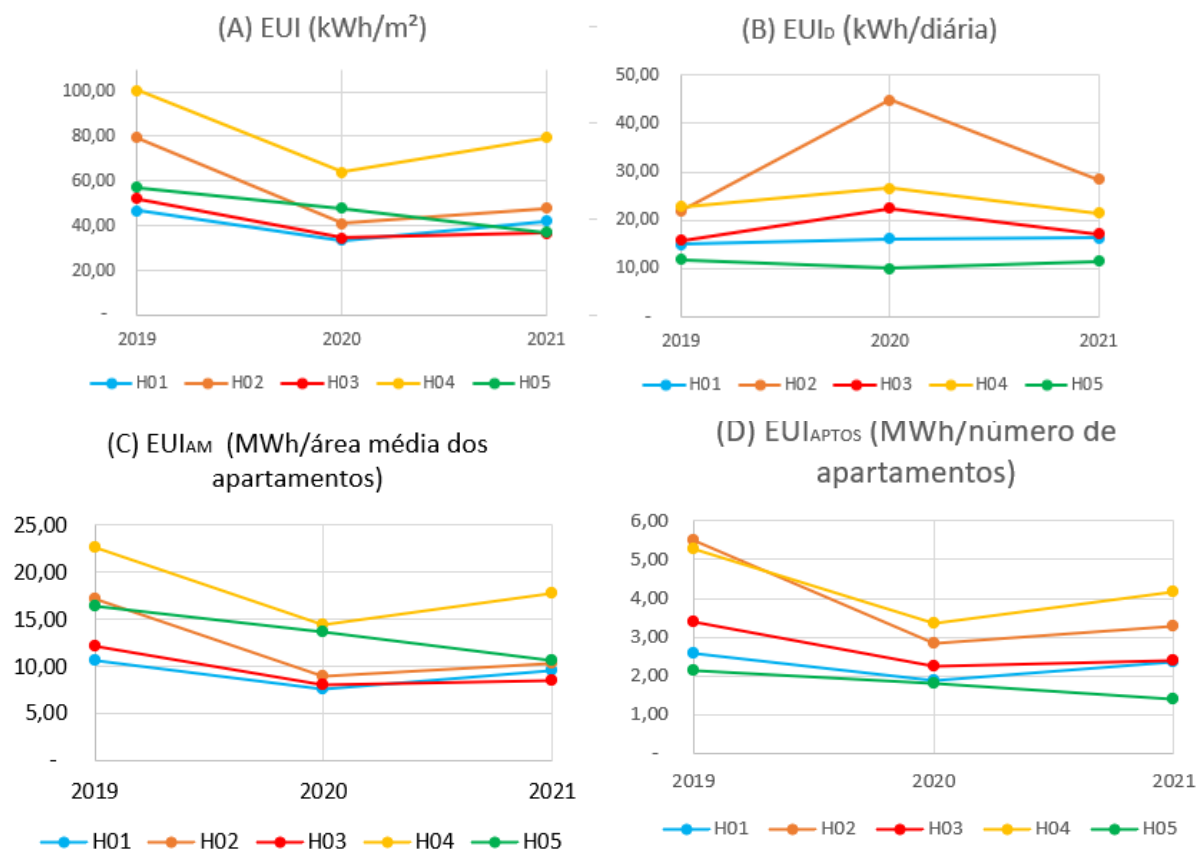 (A) EUI (kWh/m²)
100,00
80,00
60,00
40,00
20,00
-
2019 2020 2021
H01 H02 H03 H04 H05
(B) EUID (kWh/diária)
50,00
40,00
30,00
20,00
10,00
-
2019 2020 2021
H01 H02 H03 H04 H05
(C) EUIAM (MWh/área média dos
apartamentos)
25,00
20,00
15,00
10,00
5,00
-
2019 2020 2021
H01 H02 H03 H04 H05
(D) EUIAPTOS (MWh/número de
apartamentos)
6,00
5,00
4,00
3,00
2,00
1,00
-
2019 2020 2021
H01 H02 H03 H04 H05